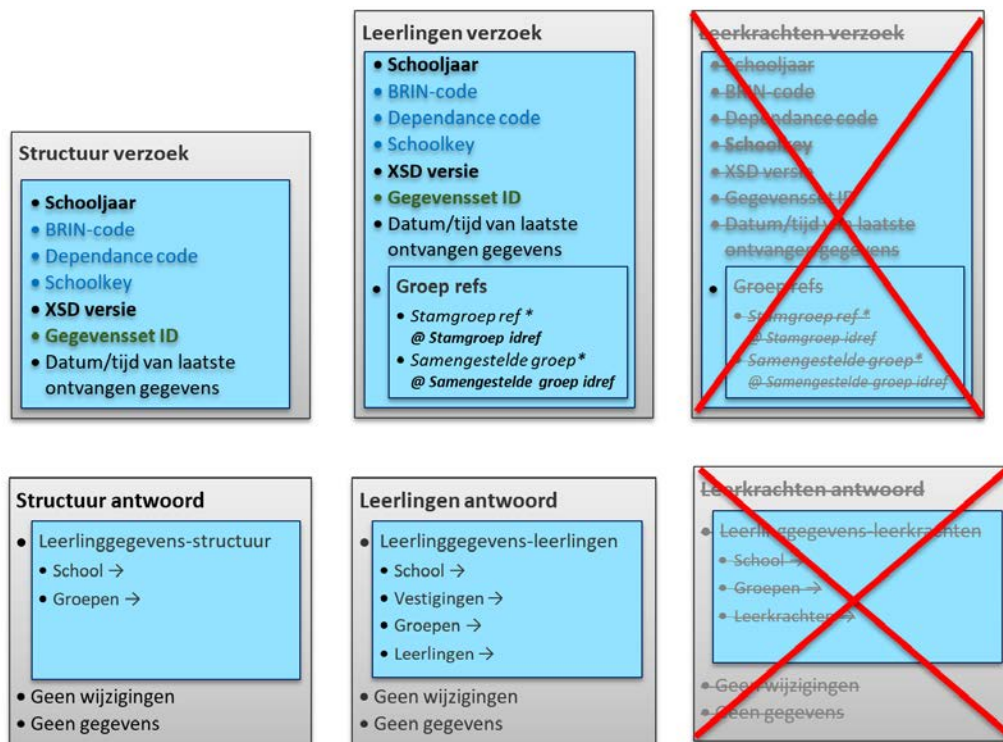 Structuur verzoek
• Schooljaar
• BRIN-code
• Dependance code
• Schoolkey
• XSD versie
• Gegevensset ID
• Datum/tijd van laatste
ontvangen gegevens
Leerlingen verzoek
• Schooljaar
• BRIN-code
• Dependance code
• Schoolkey
• XSD versie
• Gegevensset ID
• Datum/tijd van laatste
ontvangen gegevens
• Groep refs
• Stamgroep ref *
@ Stamgroep idref
• Samengestelde groep*
@ Samengestelde groep idref
Leerkrachten verzoek
• Schooljaar
• BRIN-code
• Dependance code
• Schoolkey
• XSD versie
• Gegevensset ID
• Datum/tijd van laatste
ontvangen gegevens
• Groep refs
• Stamgroep ref *
@ Stamgroep idref
• Samengestelde groep*
@ Samengestelde groep idref
Structuur antwoord
• Leerlinggegevens-structuur
• School →
• Groepen →
• Geen wijzigingen
• Geen gegevens
Leerlingen antwoord
• Leerlinggegevens-leerlingen
• School →
• Vestigingen →
• Groepen →
• Leerlingen →
• Geen wijzigingen
• Geen gegevens
Leerkrachten antwoord
• Leerlinggegevens-leerkrachten
• School →
• Groepen →
• Leerkrachten →
• Geen wijzigingen
• Geen gegevens